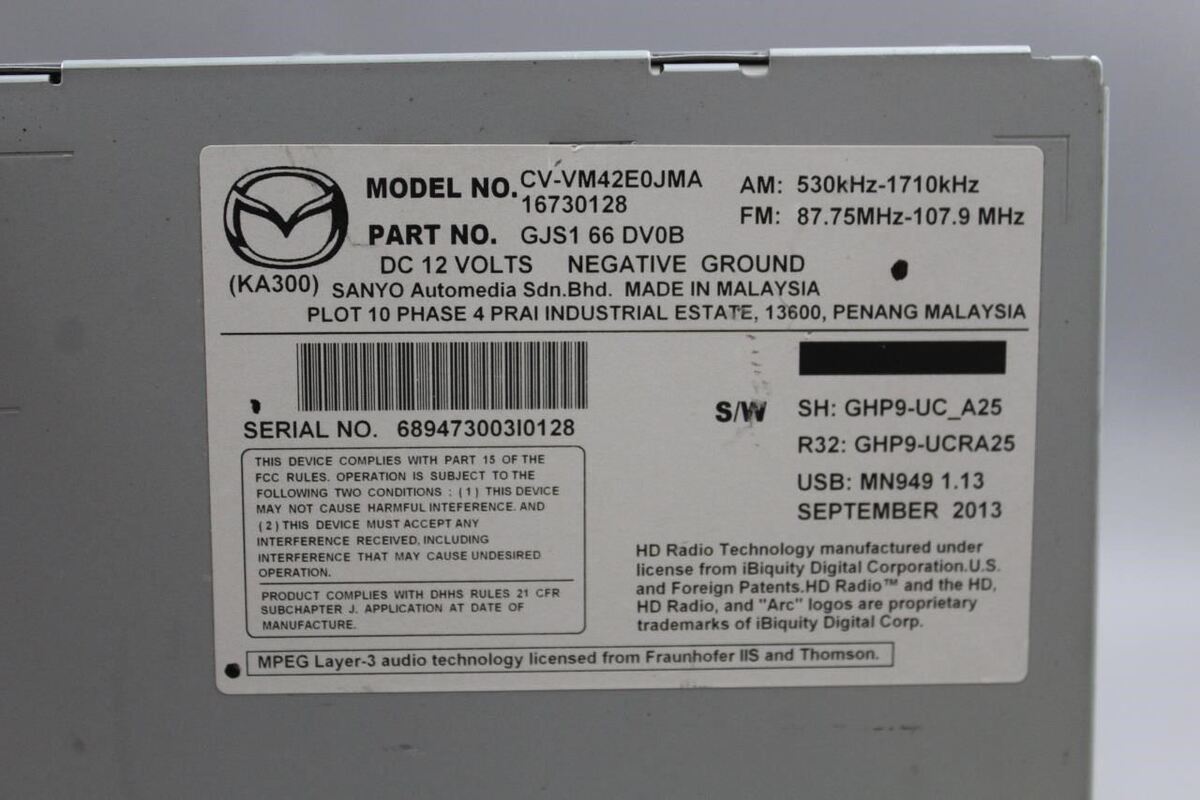 MODEL NO. CV-VM42E0JMA
16730128
AM: 530kHz-1710kHz
FM: 87.75MHz-107.9 MHz
PART NO. GJS1 66 DV0B
DC 12 VOLTS NEGATIVE GROUND
(KA300) SANYO Automedia Sdn.Bhd. MADE IN MALAYSIA
PLOT 10 PHASE 4 PRAI INDUSTRIAL ESTATE, 13600, PENANG MALAYSIA
SERIAL NO. 689473003I0128
THIS DEVICE COMPLIES WITH PART 15 OF THE
FCC RULES. OPERATION IS SUBJECT TO THE
FOLLOWING TWO CONDITIONS : (1) THIS DEVICE
MAY NOT CAUSE HARMFUL INTEFERENCE. AND
(2) THIS DEVICE MUST ACCEPT ANY
INTERFERENCE RECEIVED, INCLUDING
INTERFERENCE THAT MAY CAUSE UNDESIRED
OPERATION.
PRODUCT COMPLIES WITH DHHS RULES 21 CFR
SUBCHAPTER J. APPLICATION AT DATE OF
MANUFACTURE.
S/W SH: GHP9-UC_A25
R32: GHP9-UCRA25
USB: MN949 1.13
SEPTEMBER 2013
HD Radio Technology manufactured under
license from iBiquity Digital Corporation.U.S.
and Foreign Patents.HD Radio™ and the HD,
HD Radio, and "Arc" logos are proprietary
trademarks of iBiquity Digital Corp.
MPEG Layer-3 audio technology licensed from Fraunhofer IIS and Thomson.